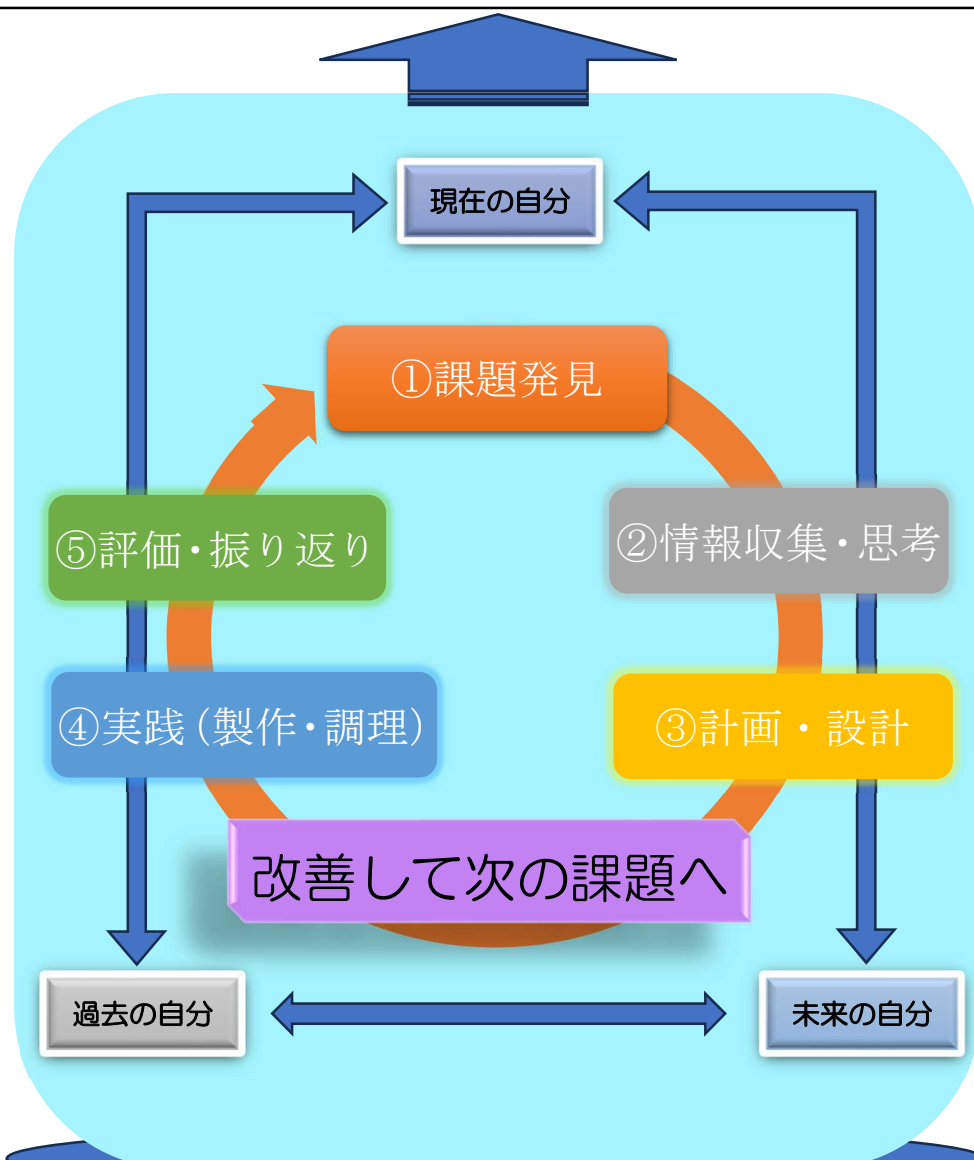 現在の自分
①課題発見
⑤評価・振り返り
②情報収集・思考
④実践(製作・調理)
③計画・設計
改善して次の課題へ
過去の自分
未来の自分